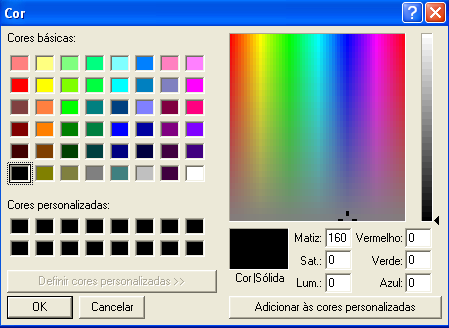 Cor
Cores básicas:
Cores personalizadas:
Definir cores personalizadas >>
OK
Cancelar
Cor|Sólida
Matiz: 160
Sat.: 0
Lum.: 0
Vermelho: 0
Verde: 0
Azul: 0
Adicionar às cores personalizadas